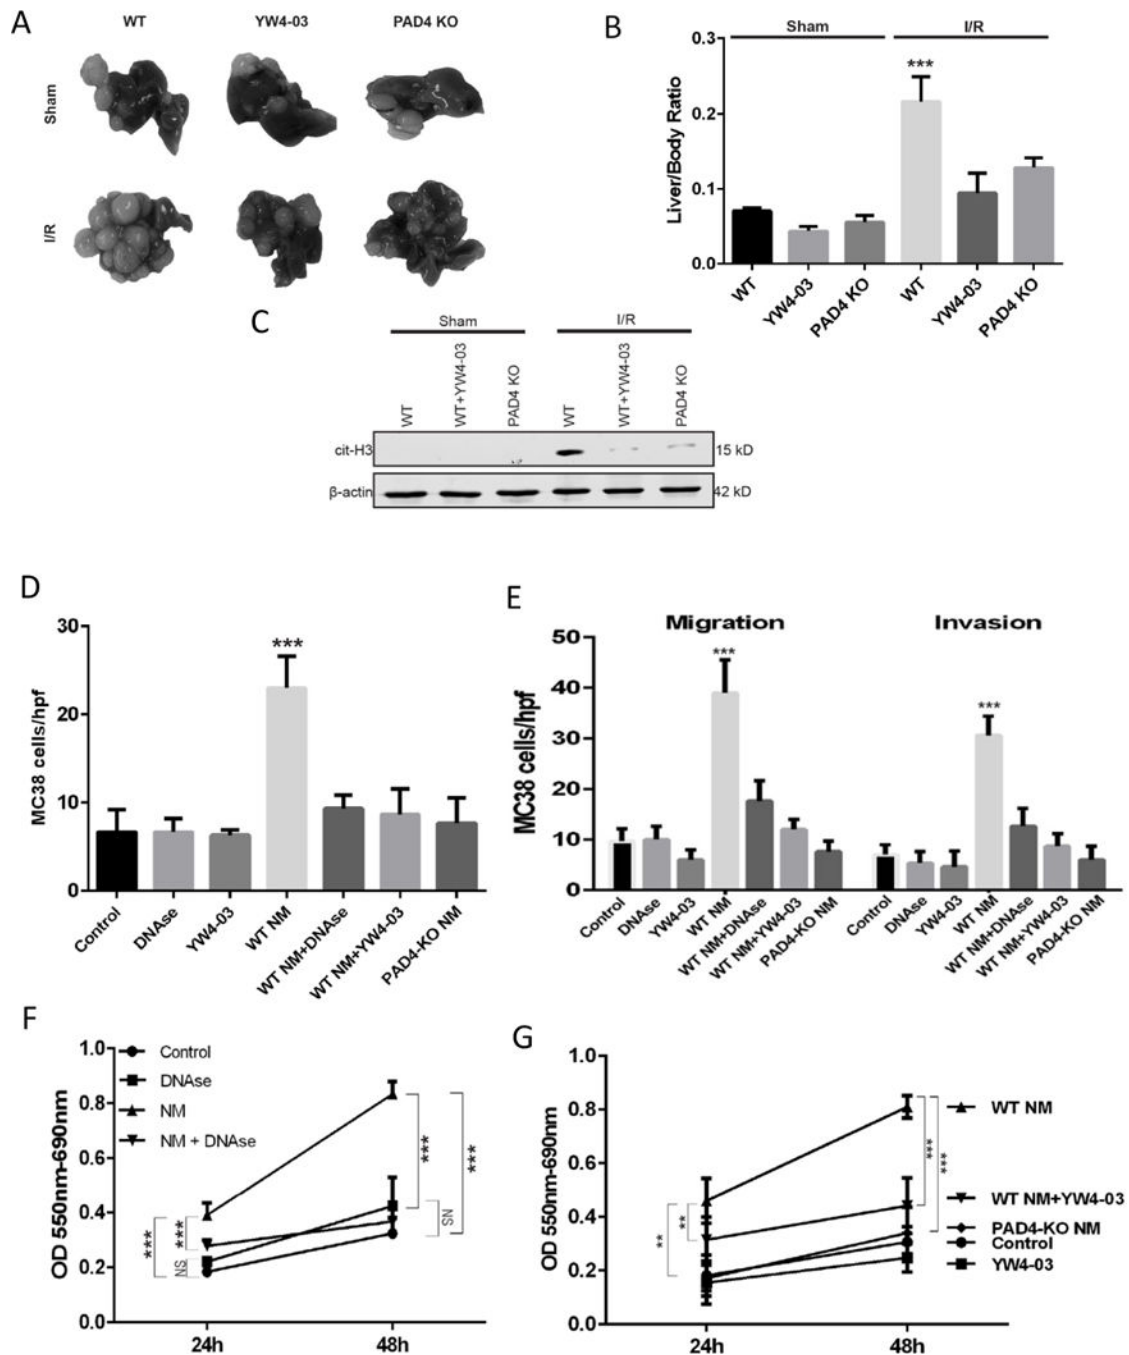 A
WT
YW4-03
PAD4 KO
Sham
I/R
B
Sham
I/R
Liver/Body Ratio
0.3
0.2
0.1
0.0
***
WT
YW4-03
PAD4 KO
WT
YW4-03
PAD4 KO
C
Sham
I/R
WT
WT+YW4-03
PAD4 KO
WT
WT+YW4-03
PAD4 KO
cit-H3
15 kD
β-actin
42 kD
D
MC38 cells/hpf
30
20
10
0
***
Control
DNAse
YW4-03
WT NM
WT NM+DNAse
WT NM+YW4-03
PAD4-KO NM
E
Migration
Invasion
MC38 cells/hpf
50
40
30
20
10
0
***
***
Control
DNAse
YW4-03
WT NM
WT NM+DNAse
WT NM+YW4-03
PAD4-KO NM
Control
DNAse
YW4-03
WT NM
WT NM+DNAse
WT NM+YW4-03
PAD4-KO NM
F
OD 550nm-690nm
1.0
0.8
0.6
0.4
0.2
0.0
Control
DNAse
NM
NM + DNAse
***
***
NS
***
***
NS
24h
48h
G
OD 550nm-690nm
1.0
0.8
0.6
0.4
0.2
0.0
**
**
***
***
WT NM
WT NM+YW4-03
PAD4-KO NM
Control
YW4-03
24h
48h